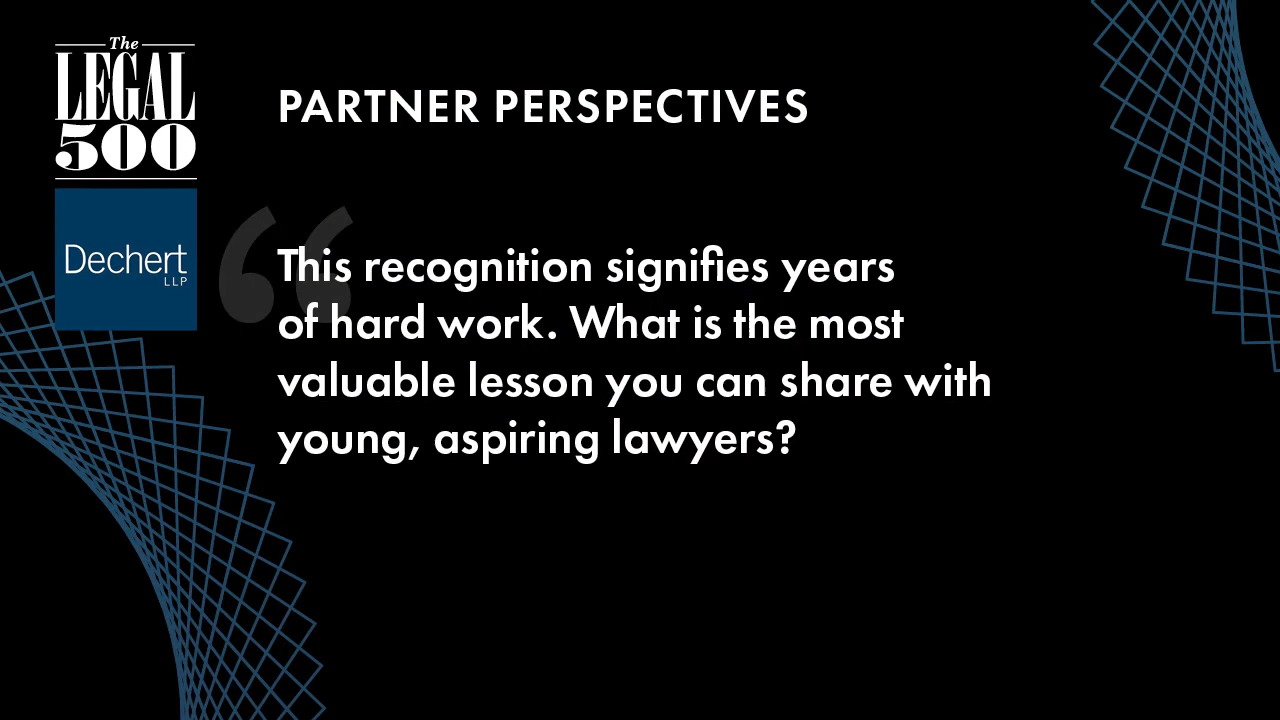 The
LEGAL
500
Dechert
LLP
PARTNER PERSPECTIVES
This recognition signifies years
of hard work. What is the most
valuable lesson you can share with
young, aspiring lawyers?